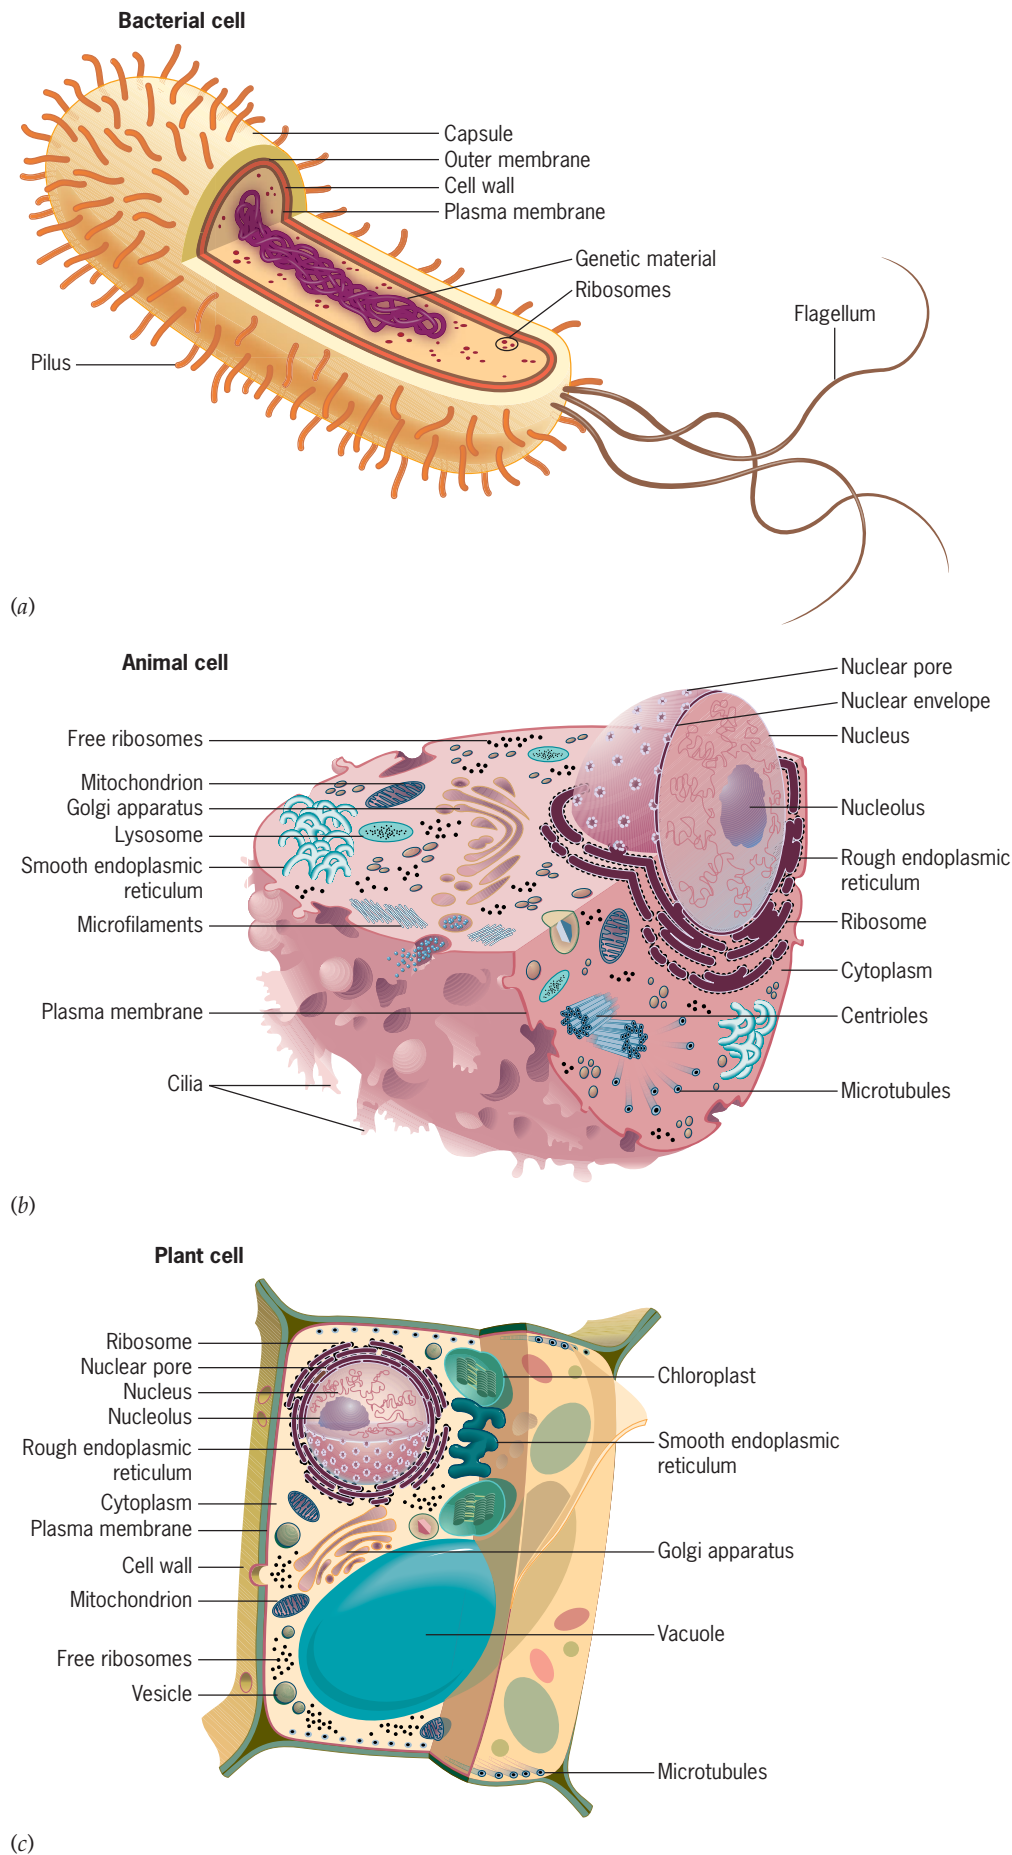 Bacterial cell
Capsule
Outer membrane
Cell wall
Plasma membrane
Genetic material
Ribosomes
Flagellum
Pilus
(a)
Animal cell
Nuclear pore
Nuclear envelope
Nucleus
Nucleolus
Rough endoplasmic
reticulum
Ribosome
Cytoplasm
Centrioles
Microtubules
Free ribosomes
Mitochondrion
Golgi apparatus
Lysosome
Smooth endoplasmic
reticulum
Microfilaments
Plasma membrane
Cilia
(b)
Plant cell
Ribosome
Nuclear pore
Nucleus
Nucleolus
Rough endoplasmic
reticulum
Cytoplasm
Plasma membrane
Cell wall
Mitochondrion
Free ribosomes
Vesicle
Chloroplast
Smooth endoplasmic
reticulum
Golgi apparatus
Vacuole
Microtubules
(c)